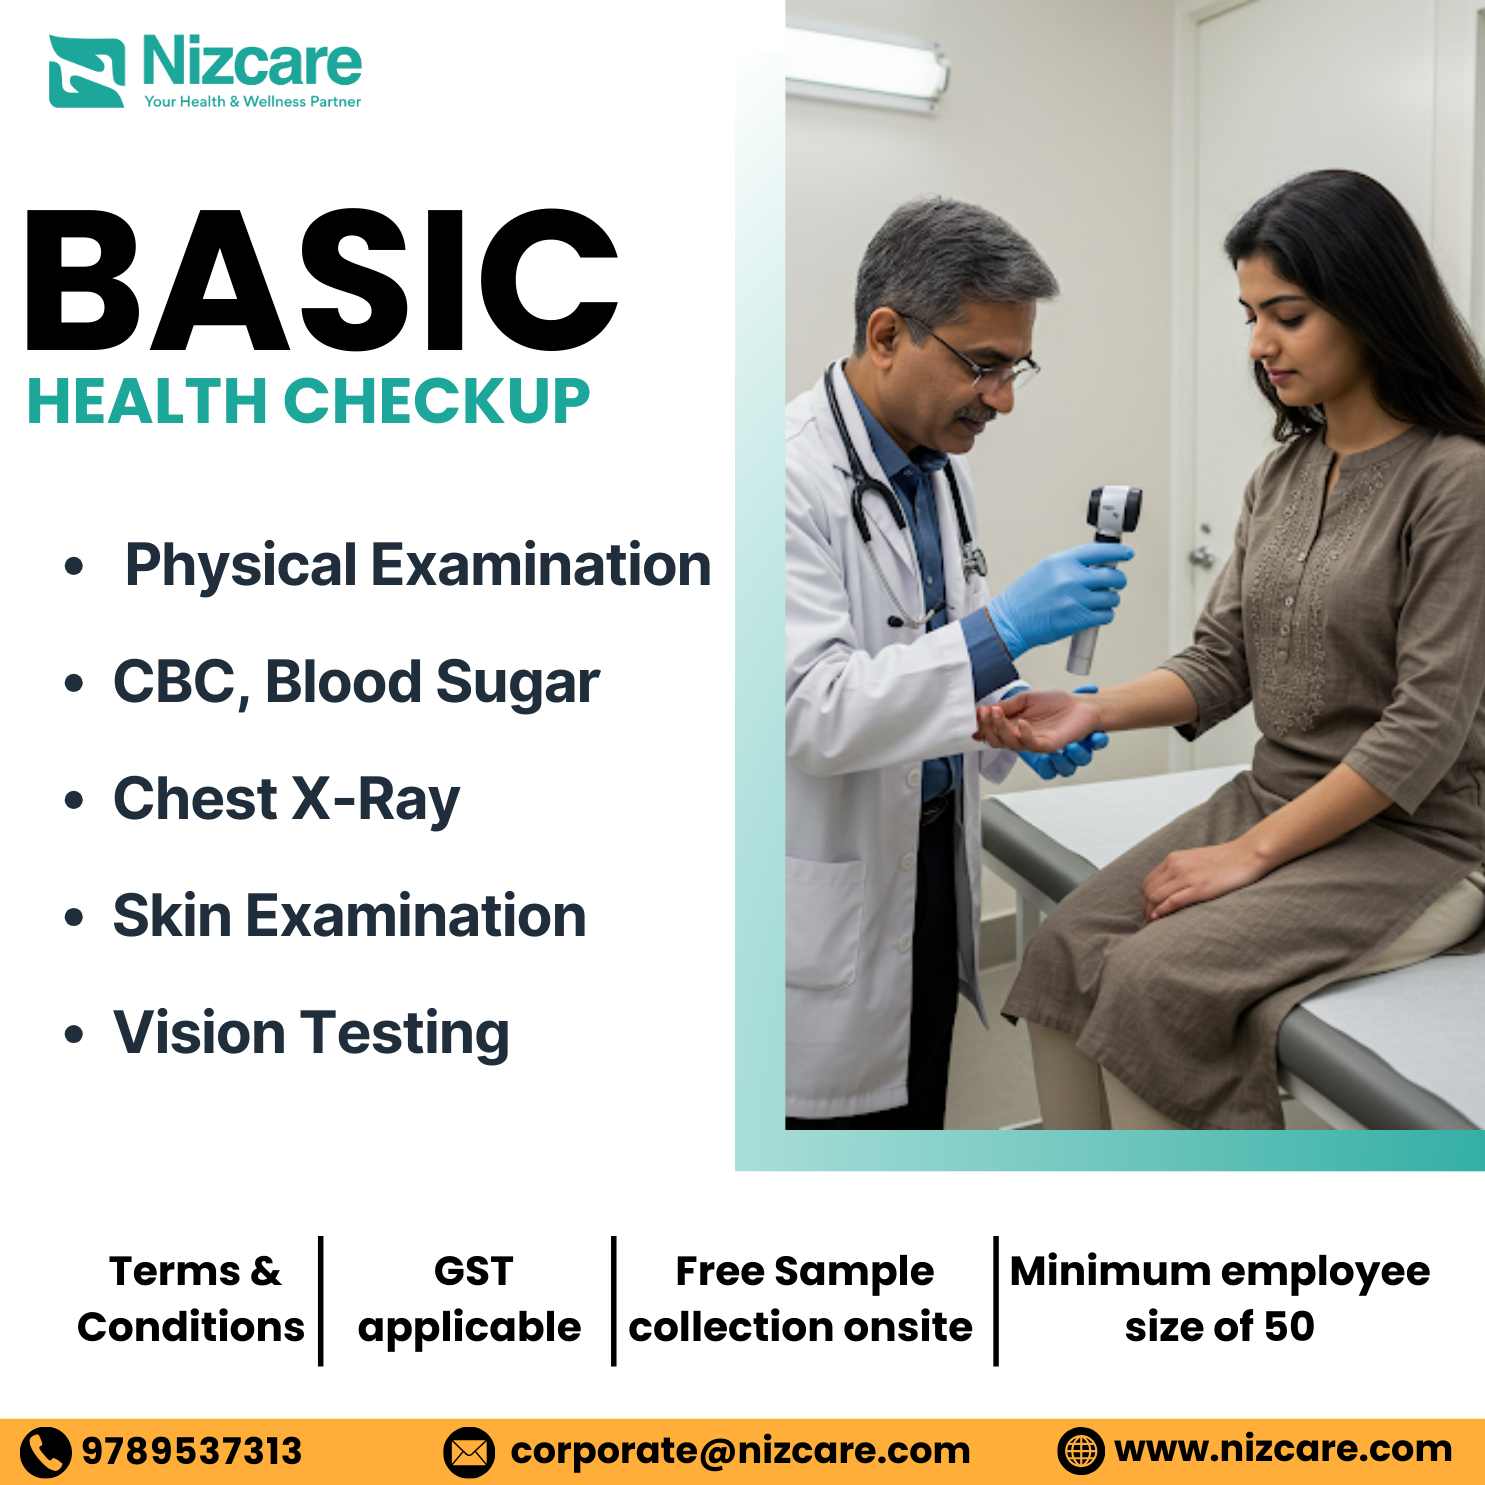 Nizcare
Your Health & Wellness Partner
BASIC
HEALTH CHECKUP
• Physical Examination
• CBC, Blood Sugar
• Chest X-Ray
• Skin Examination
• Vision Testing
Terms &
Conditions
GST
applicable
Free Sample
collection onsite
Minimum employee
size of 50
9789537313
corporate@nizcare.com
www.nizcare.com